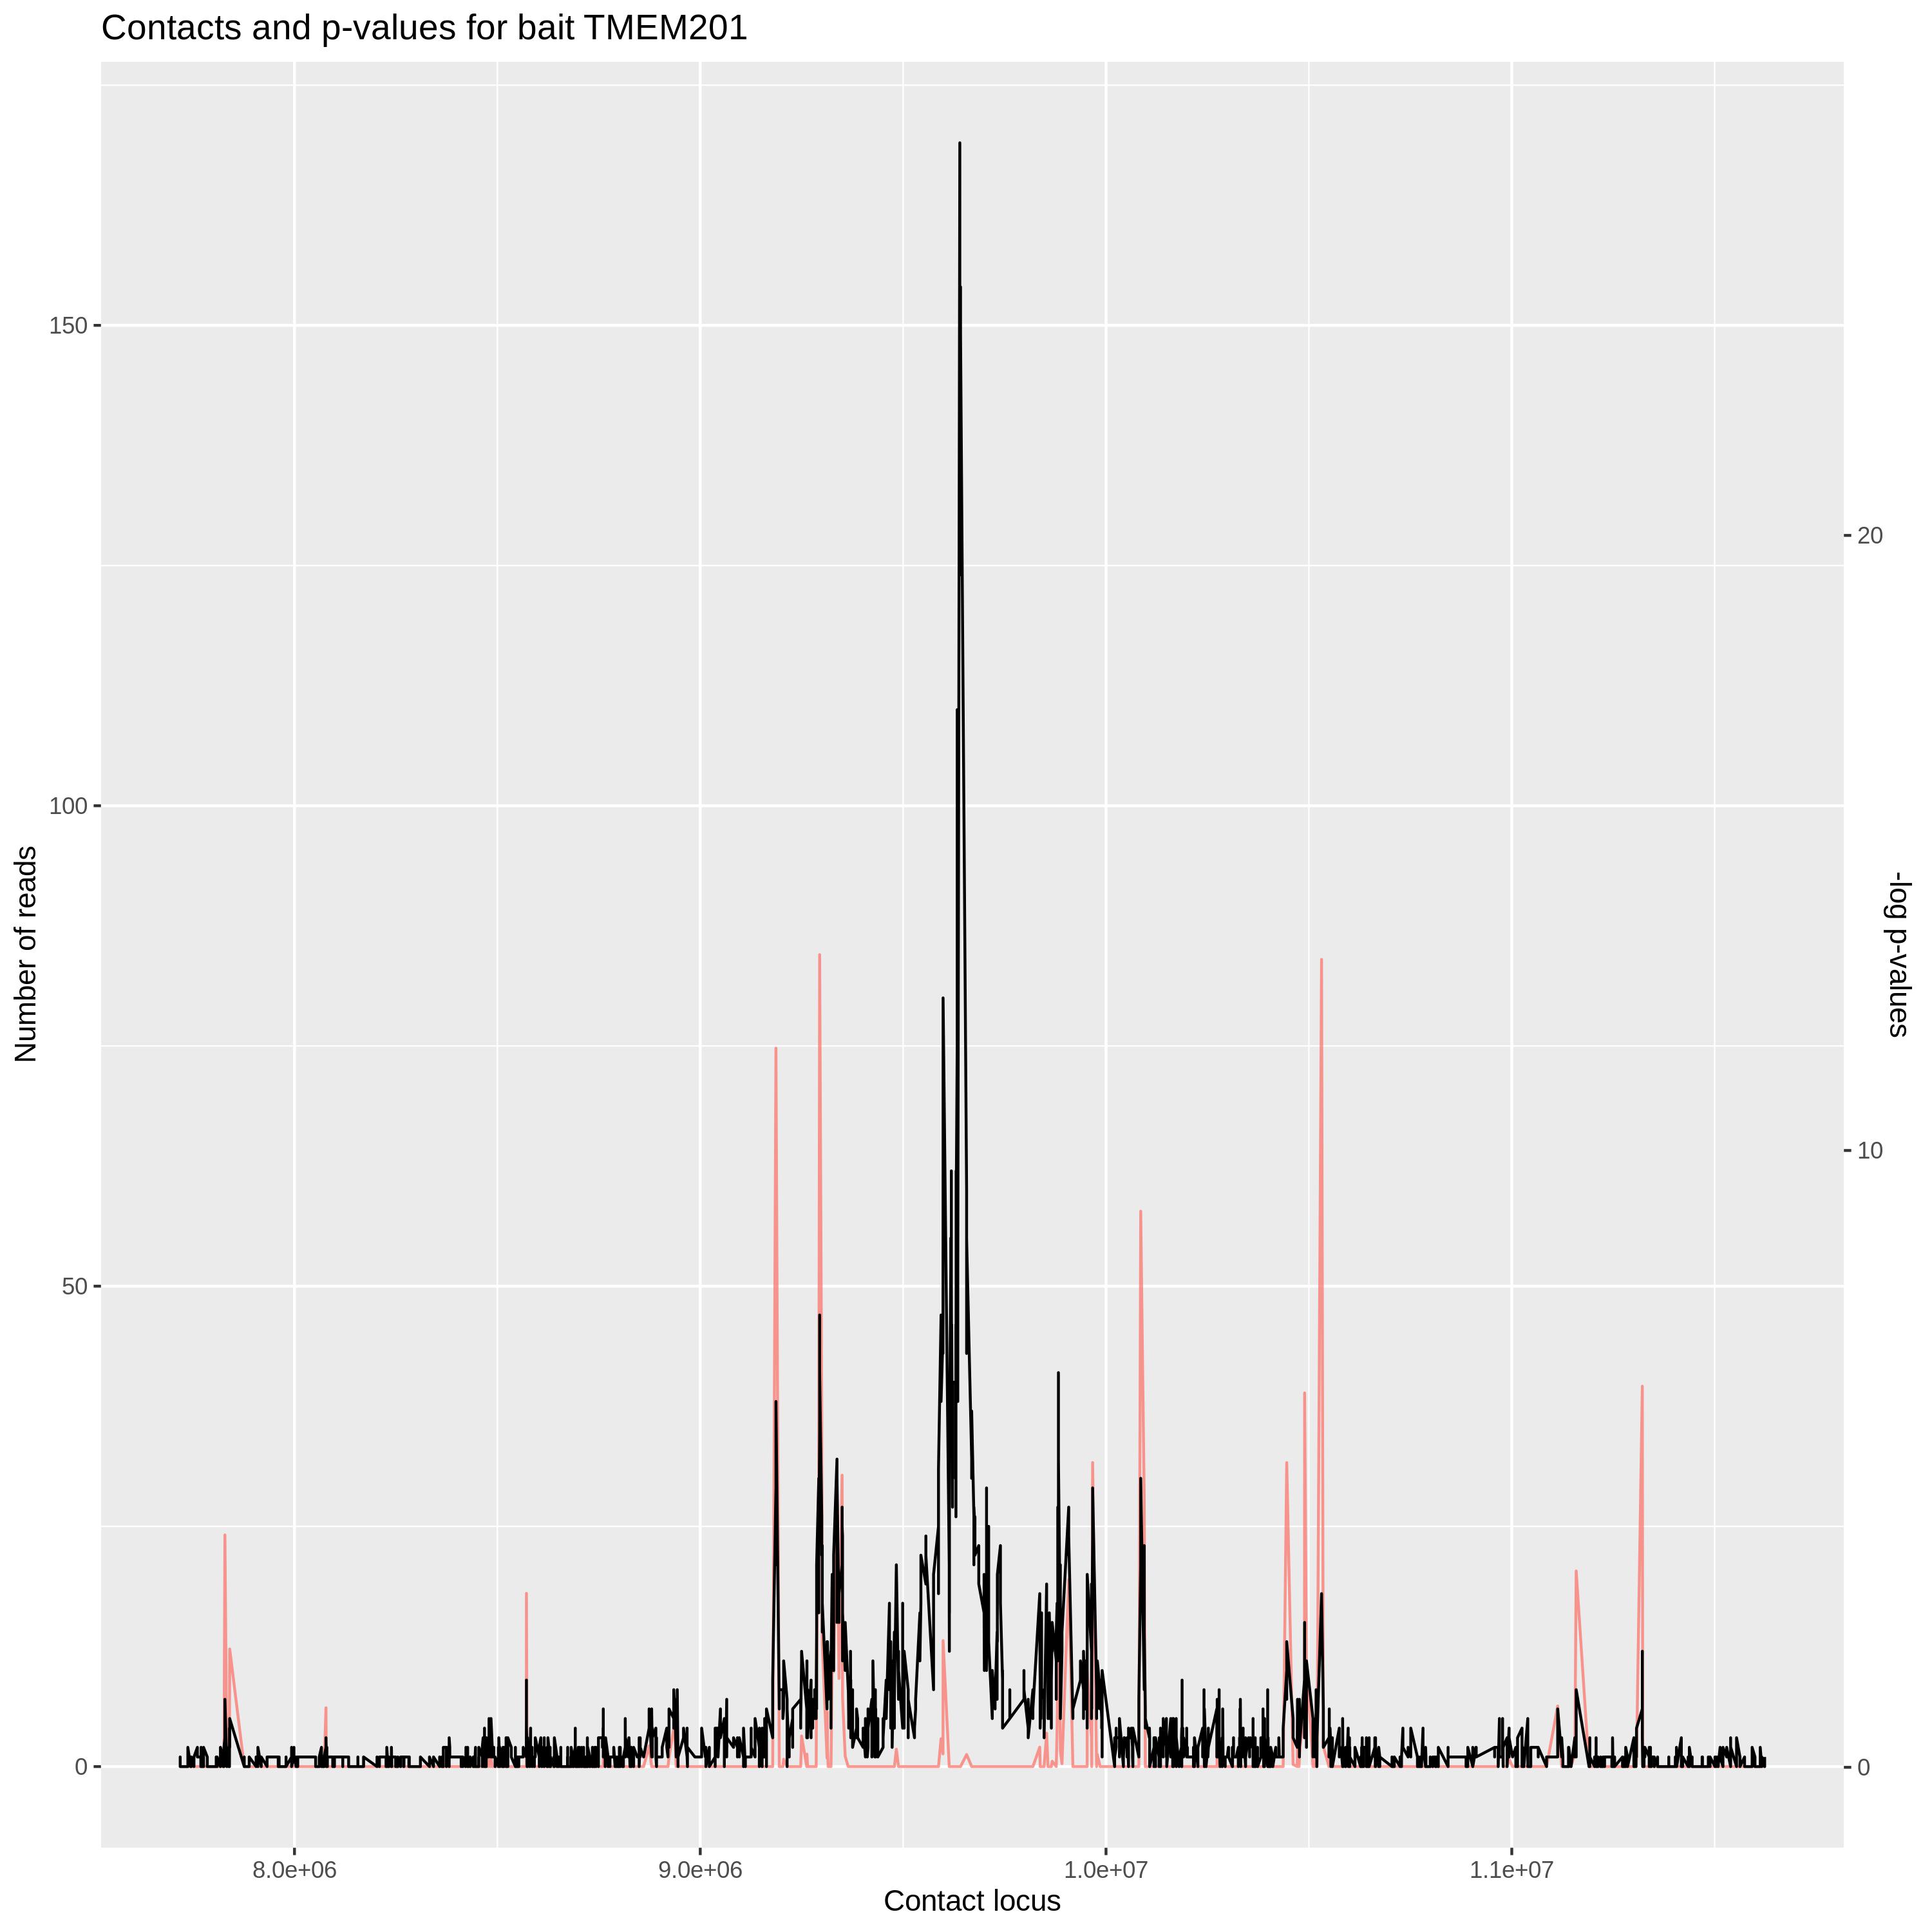 Contacts and p-values for bait TMEM201
150
100
50
0
Number of reads
20
10
0
-log p-values
8.0e+06
9.0e+06
1.0e+07
1.1e+07
Contact locus